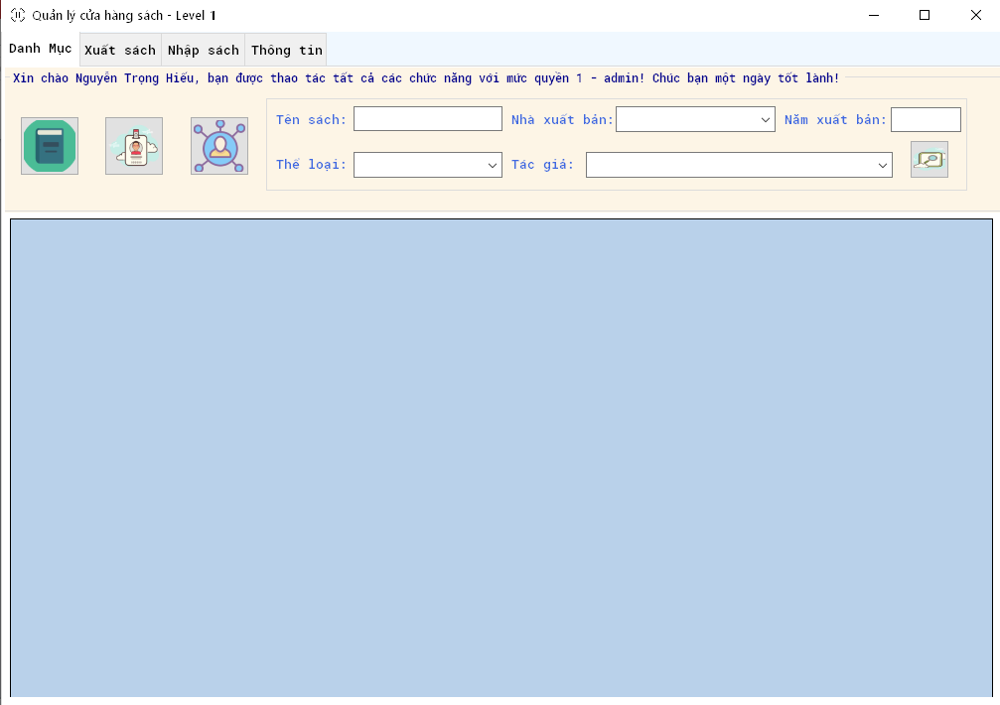 Quản lý cửa hàng sách - Level 1
Danh Mục Xuất sách Nhập sách Thông tin
Xin chào Nguyễn Trọng Hiếu, bạn được thao tác tất cả các chức năng với mức quyền 1 - admin! Chúc bạn một ngày tốt lành!
Tên sách: Nhà xuất bản: Năm xuất bản:
Thể loại: Tác giả: